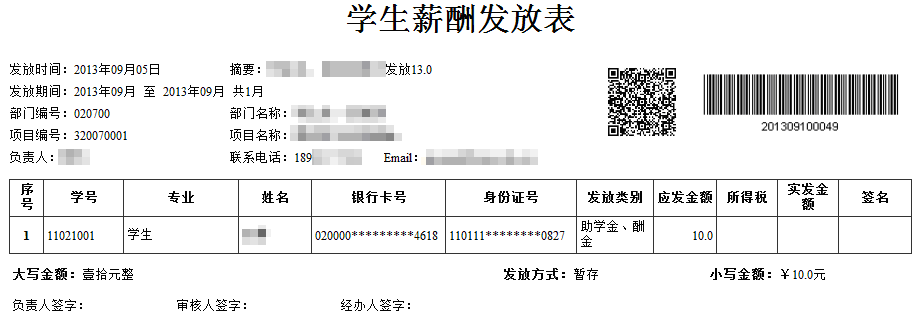 学生薪酬发放表
发放时间：2013年09月05日 摘要： 发放13.0
发放期间：2013年09月 至 2013年09月 共1月
部门编号：020700 部门名称：
项目编号：320070001 项目名称：
201309100049
负责人： 联系电话：189 Email：
序号 学号 专业 姓名 银行卡号 身份证号 发放类别 应发金额 所得税 实发金额 签名
1 11021001 学生 020000*********4618 110111********0827 助学金、酬金 10.0
大写金额：壹拾元整 发放方式：暂存 小写金额：￥10.0元
负责人签字： 审核人签字： 经办人签字：